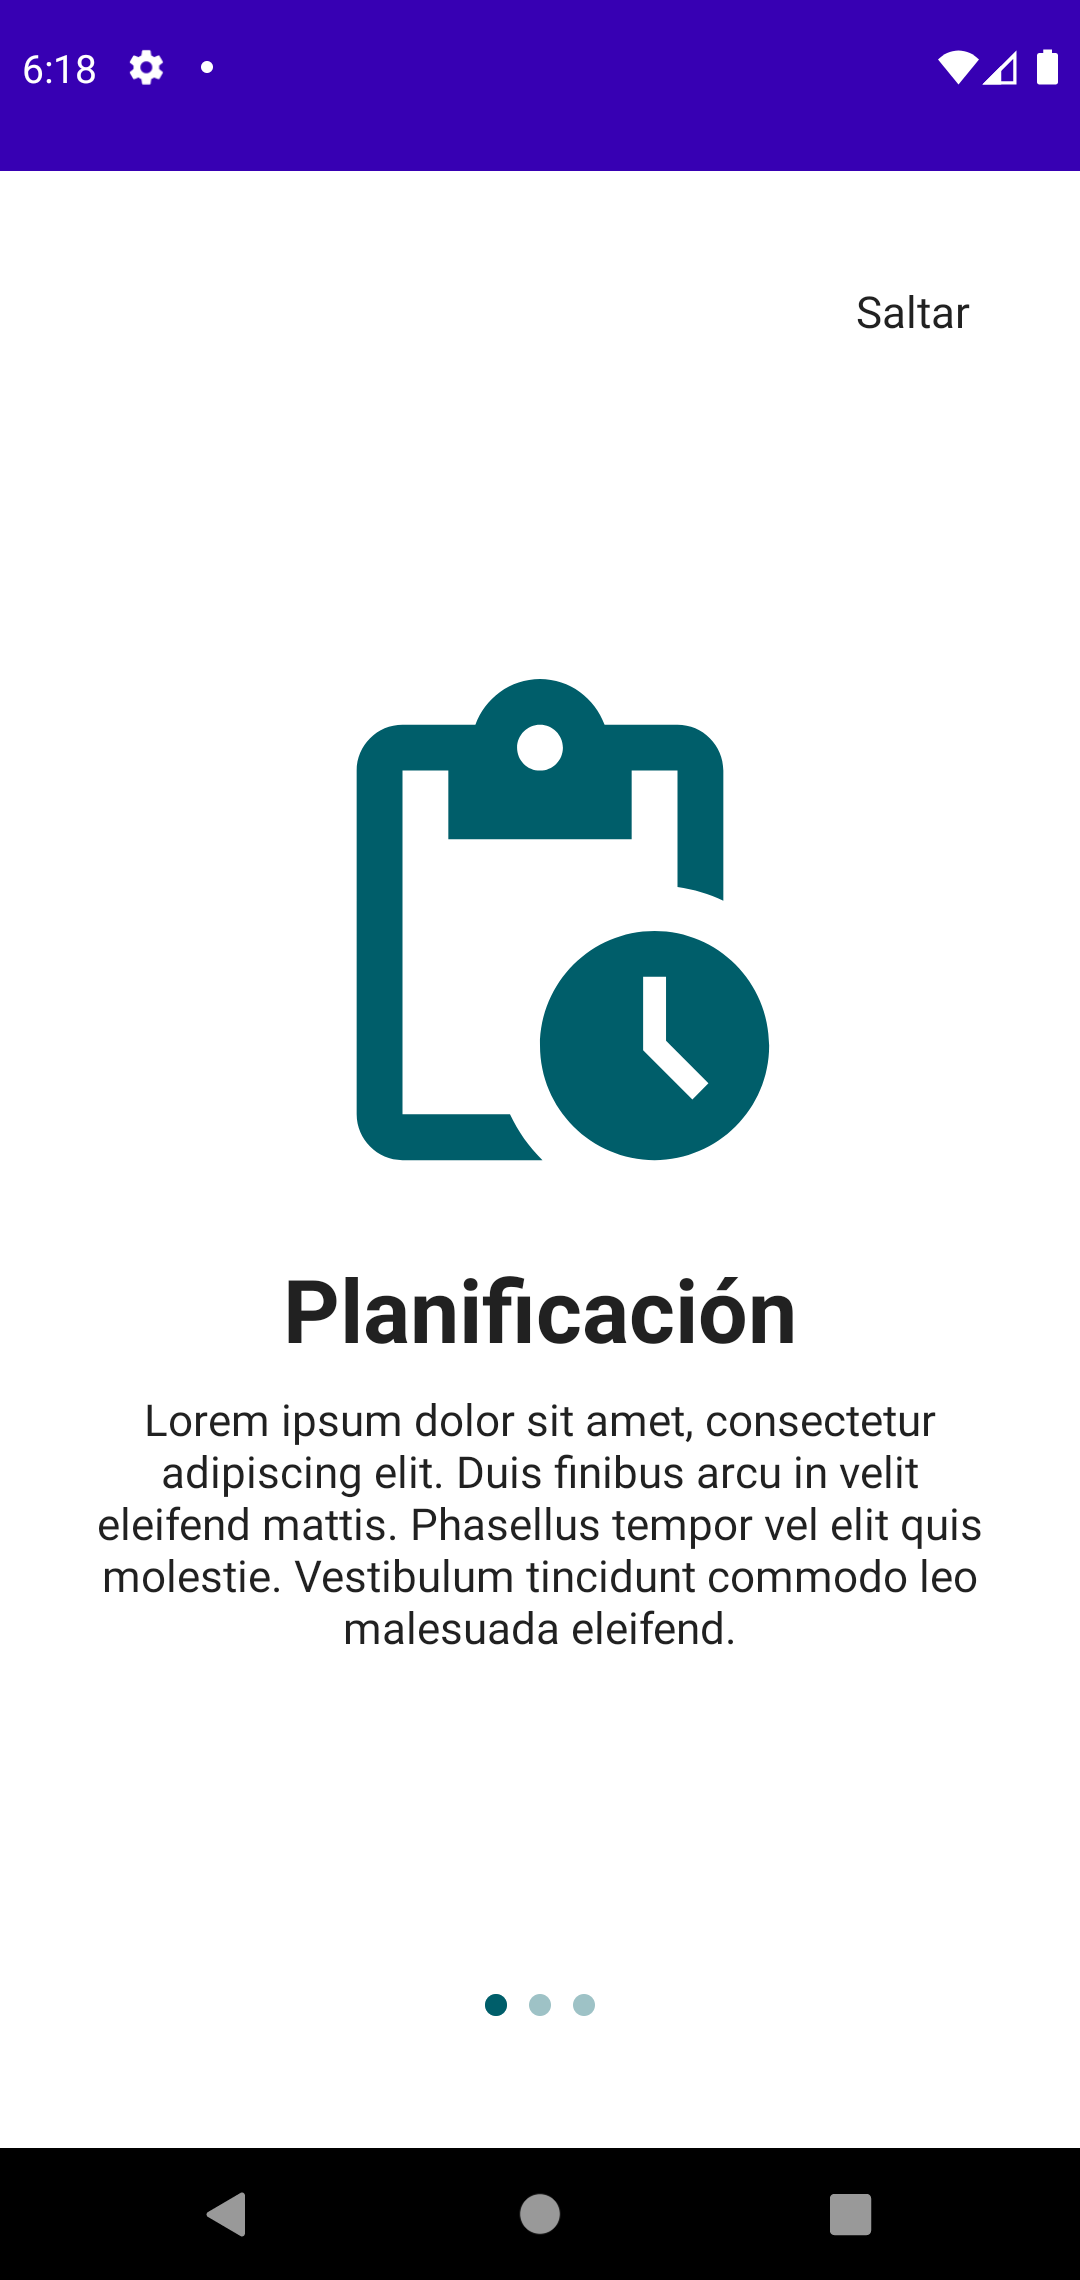 6:18
Saltar
Planificación
Lorem ipsum dolor sit amet, consectetur
adipiscing elit. Duis finibus arcu in velit
eleifend mattis. Phasellus tempor vel elit quis
molestie. Vestibulum tincidunt commodo leo
malesuada eleifend.